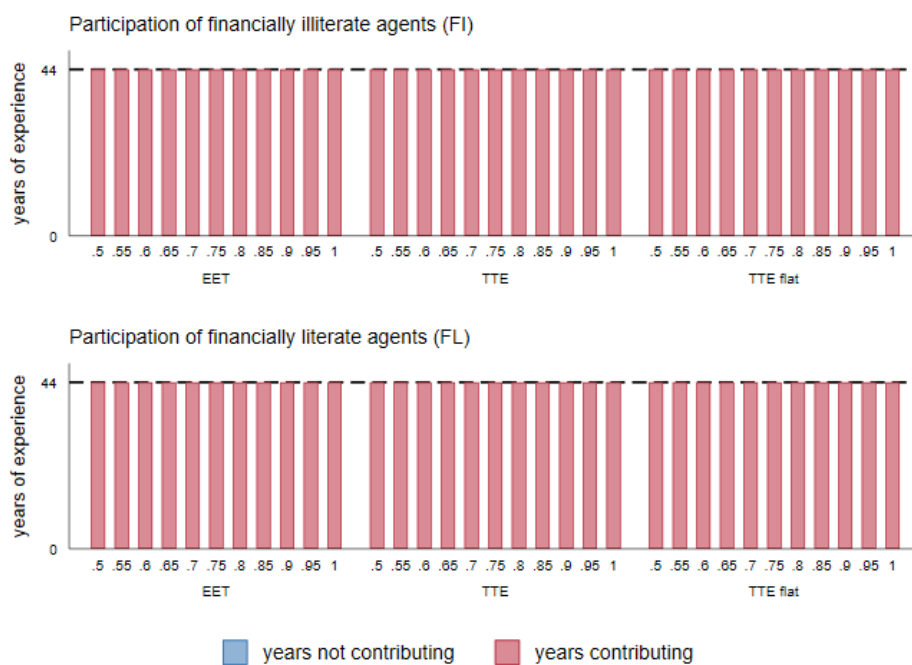 Participation of financially illiterate agents (FI)
years of experience
44
0
.5 .55 .6 .65 .7 .75 .8 .85 .9 .95 1 .5 .55 .6 .65 .7 .75 .8 .85 .9 .95 1 .5 .55 .6 .65 .7 .75 .8 .85 .9 .95 1
EET TTE TTE flat
Participation of financially literate agents (FL)
years of experience
44
0
.5 .55 .6 .65 .7 .75 .8 .85 .9 .95 1 .5 .55 .6 .65 .7 .75 .8 .85 .9 .95 1 .5 .55 .6 .65 .7 .75 .8 .85 .9 .95 1
EET TTE TTE flat
years not contributing years contributing